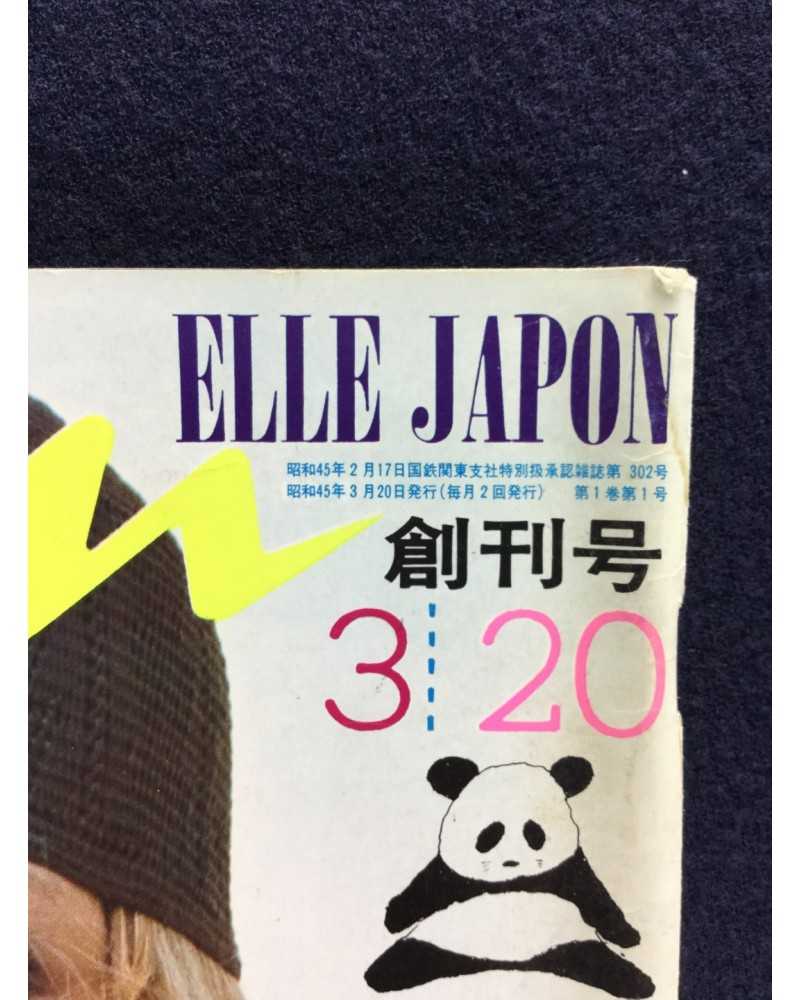 ELLE JAPON
昭和45年2月17日国鉄関東支社特別扱承認雑誌第 302号
昭和45年3月20日発行(毎月2回発行) 第1巻第1号
創刊号
3 20